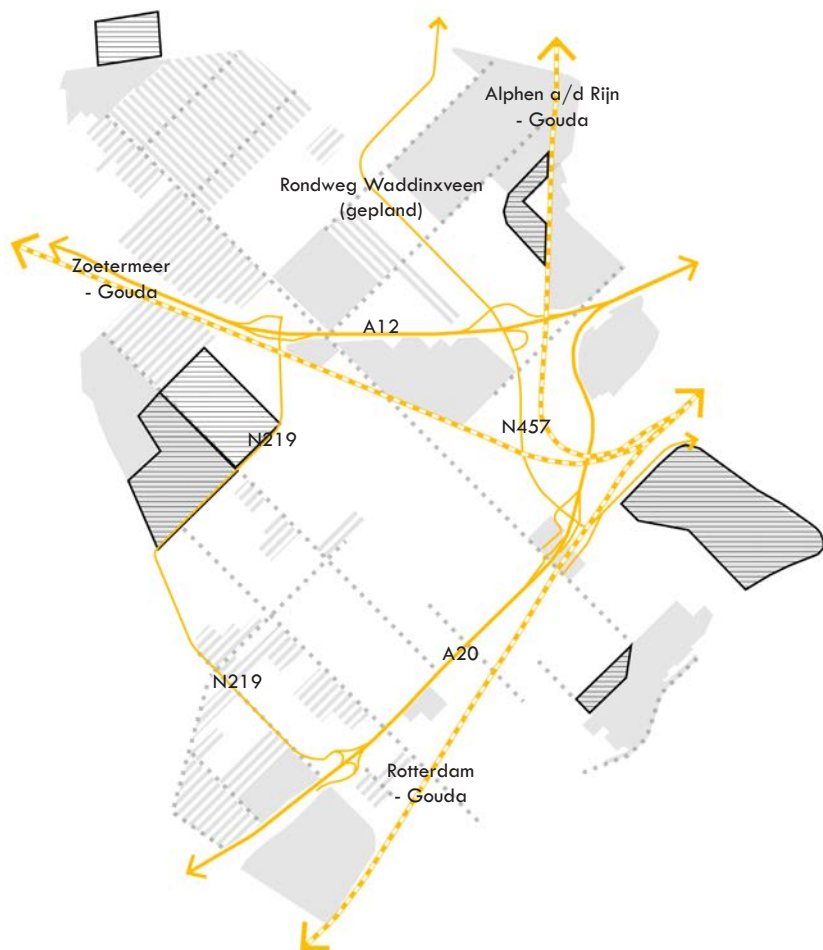 Alphen a/d Rijn
- Gouda
Rondweg Waddinxveen
(gepland)
Zoetermeer
- Gouda
A12
N457
N219
A20
N219
Rotterdam
- Gouda